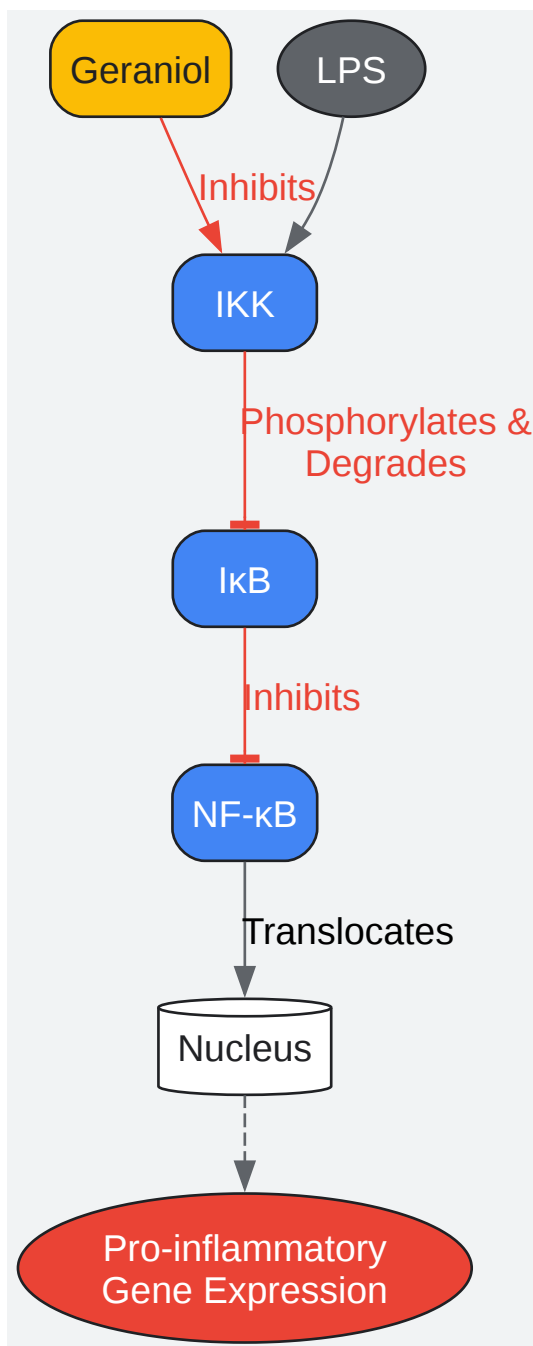 Geraniol
LPS
Inhibits
IKK
Phosphorylates &
Degrades
IκB
Inhibits
NF-κB
Translocates
Nucleus
Pro-inflammatory
Gene Expression